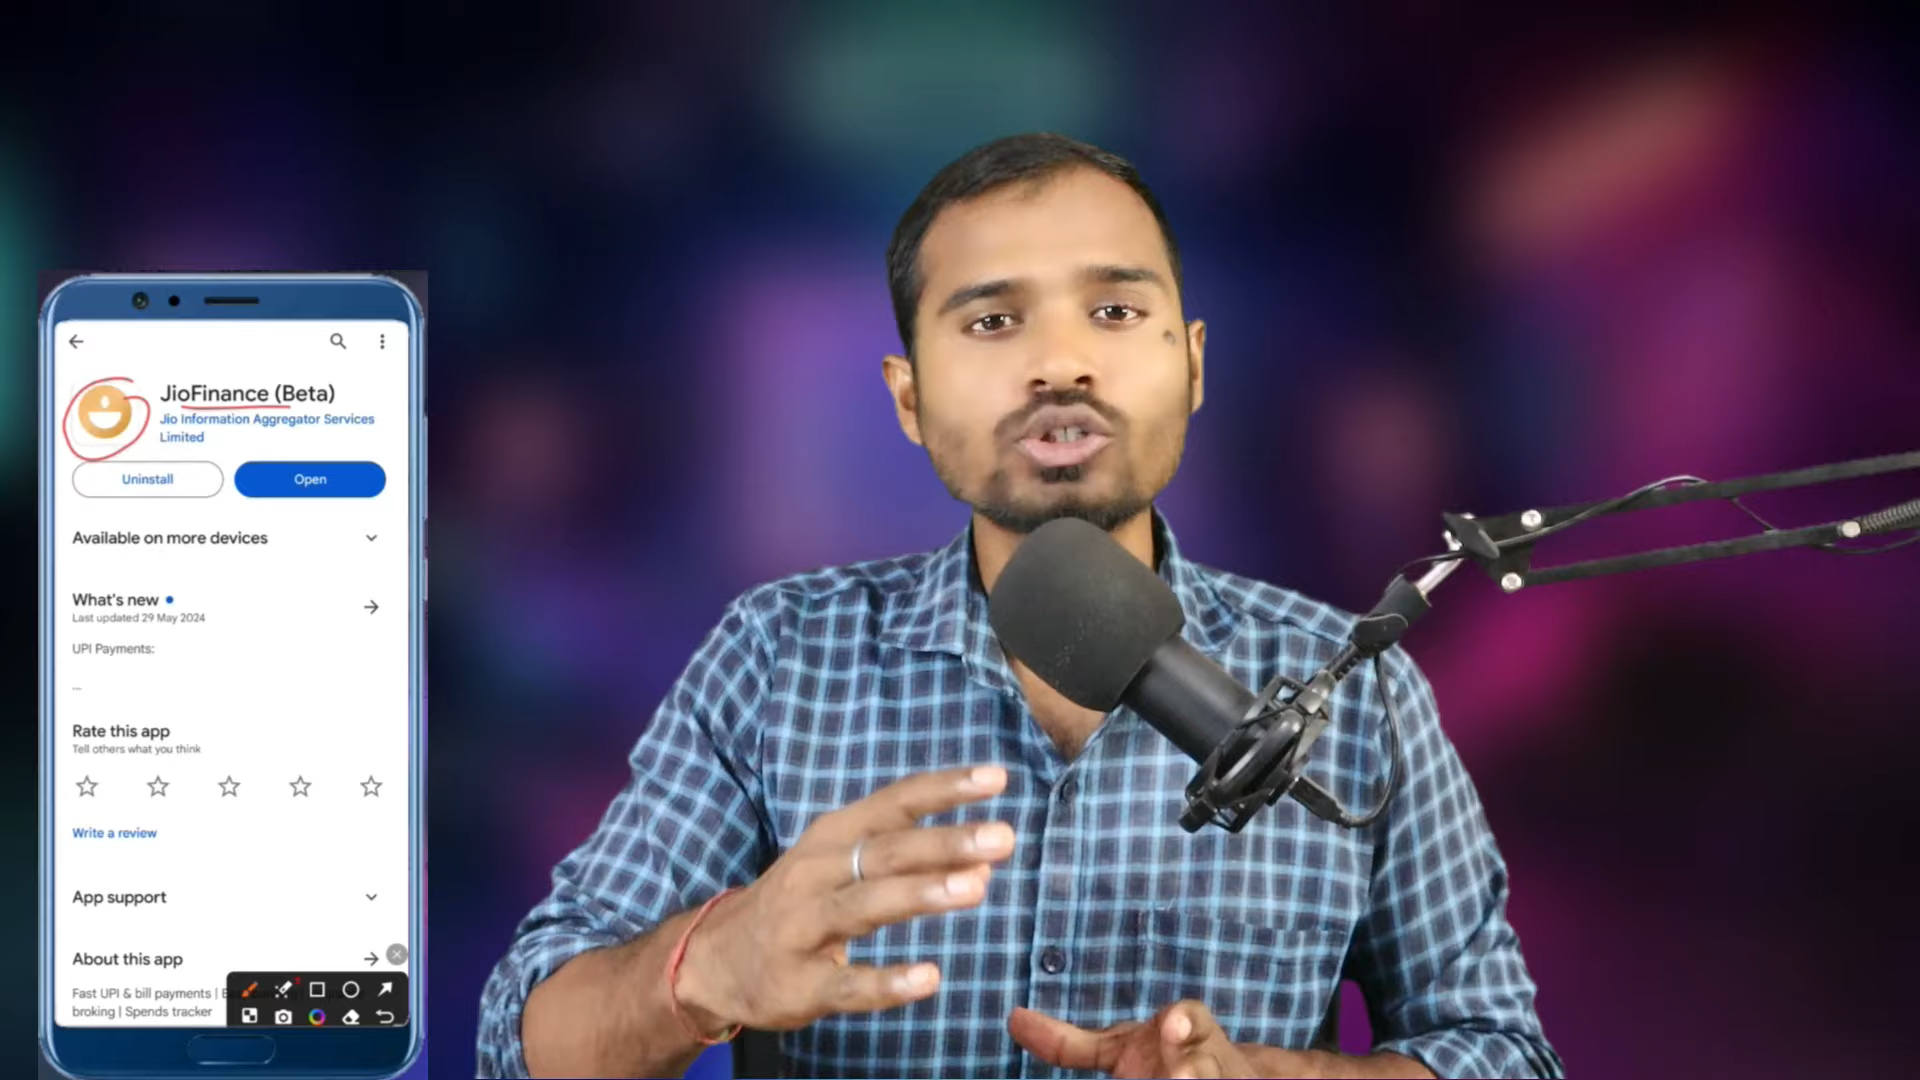 JioFinance (Beta)
Jio Information Aggregator Services
Limited
Uninstall
Open
Available on more devices
What's new
Last updated 29 May 2024
UPI Payments:
...
Rate this app
Tell others what you think
Write a review
App support
About this app
Fast UPI & bill payments |
broking | Spends tracker